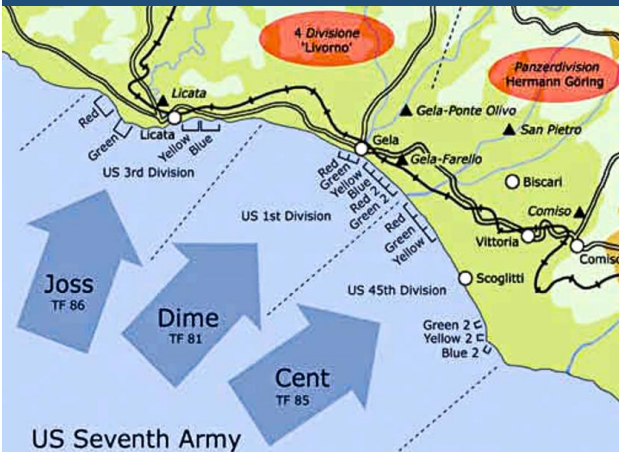 4 Divisione
'Livorno'
Panzerdivision
Hermann Göring
Licata
Red
Green
Licata
Yellow
Blue
US 3rd Division
Gela-Ponte Olivo
San Pietro
Gela
Gela-Farello
Red
Green
Yellow
Blue
Red 2
Green 2
Biscari
Comiso
US 1st Division
Red
Green
Yellow
Vittoria
Comiso
Scoglitti
US 45th Division
Green 2
Yellow 2
Blue 2
Joss
TF 86
Dime
TF 81
Cent
TF 85
US Seventh Army